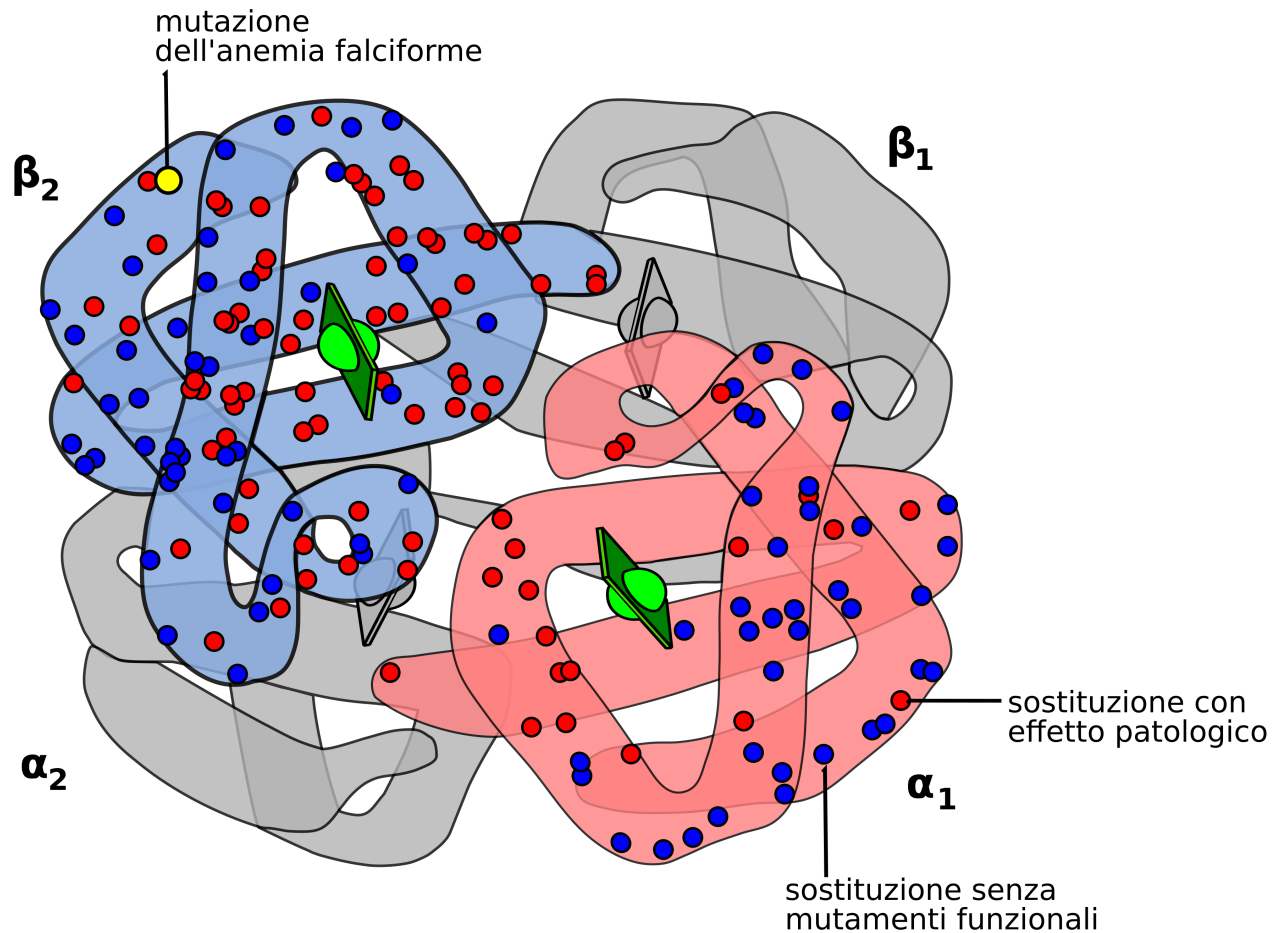 mutazione
dell'anemia falciforme
β2
β1
sostituzione con
effetto patologico
α2
α1
sostituzione senza
mutamenti funzionali